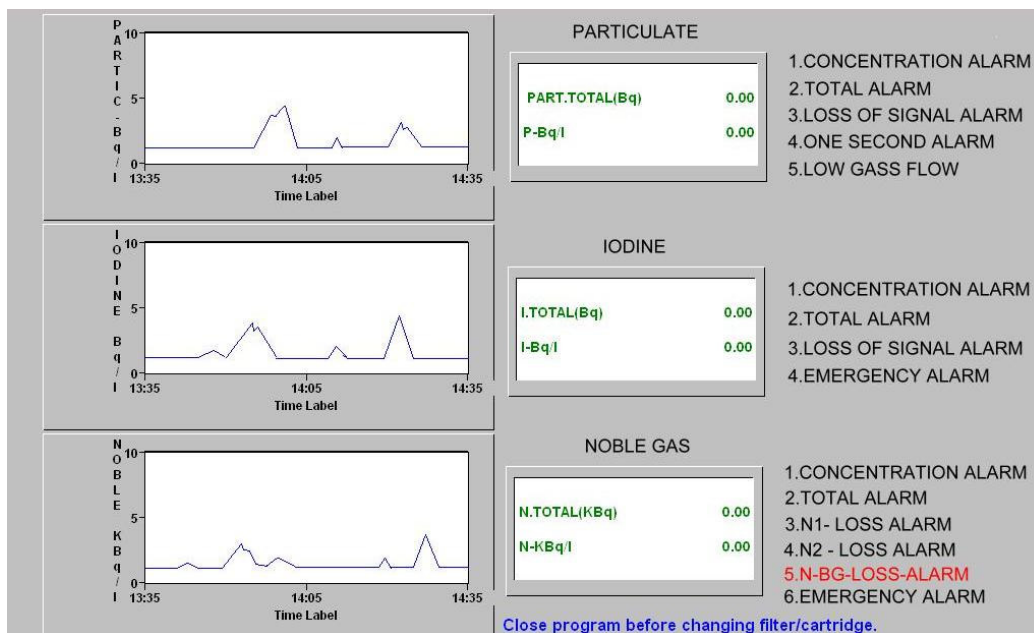 PARTIC-Bq/l
10
5
0
13:35 14:05 14:35
Time Label
PARTICULATE
PART.TOTAL(Bq) 0.00
P-Bq/l 0.00
1.CONCENTRATION ALARM
2.TOTAL ALARM
3.LOSS OF SIGNAL ALARM
4.ONE SECOND ALARM
5.LOW GASS FLOW
IODINE Bq/l
10
5
0
13:35 14:05 14:35
Time Label
IODINE
I.TOTAL(Bq) 0.00
I-Bq/l 0.00
1.CONCENTRATION ALARM
2.TOTAL ALARM
3.LOSS OF SIGNAL ALARM
4.EMERGENCY ALARM
NOBLE KBq/l
10
5
0
13:35 14:05 14:35
Time Label
NOBLE GAS
N.TOTAL(KBq) 0.00
N-KBq/l 0.00
1.CONCENTRATION ALARM
2.TOTAL ALARM
3.N1- LOSS ALARM
4.N2 - LOSS ALARM
5.N-BG-LOSS-ALARM
6.EMERGENCY ALARM
Close program before changing filter/cartridge.